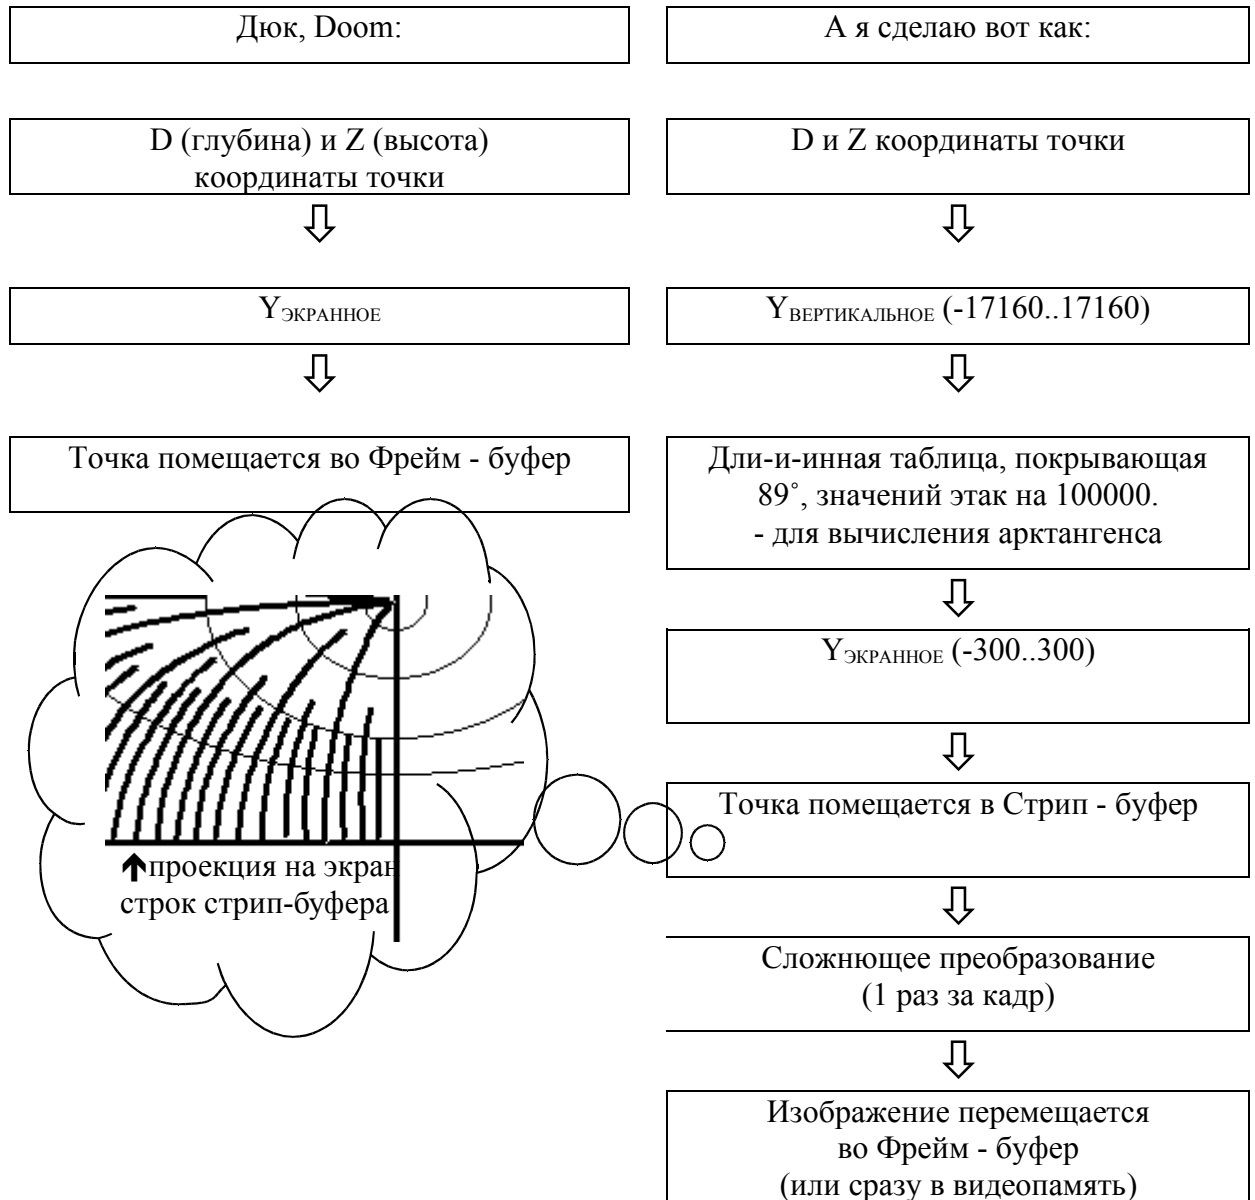 Дюк, Doom:
D (глубина) и Z (высота)
координаты точки
YЭКРАННОЕ
Точка помещается во Фрейм - буфер
проекция на экран
строк стрип-буфера
А я сделаю вот как:
D и Z координаты точки
YВЕРТИКАЛЬНОЕ (-17160..17160)
Дли-и-инная таблица, покрывающая
89˚, значений этак на 100000.
- для вычисления арктангенса
YЭКРАННОЕ (-300..300)
Точка помещается в Стрип - буфер
Сложнющее преобразование
(1 раз за кадр)
Изображение перемещается
во Фрейм - буфер
(или сразу в видеопамять)